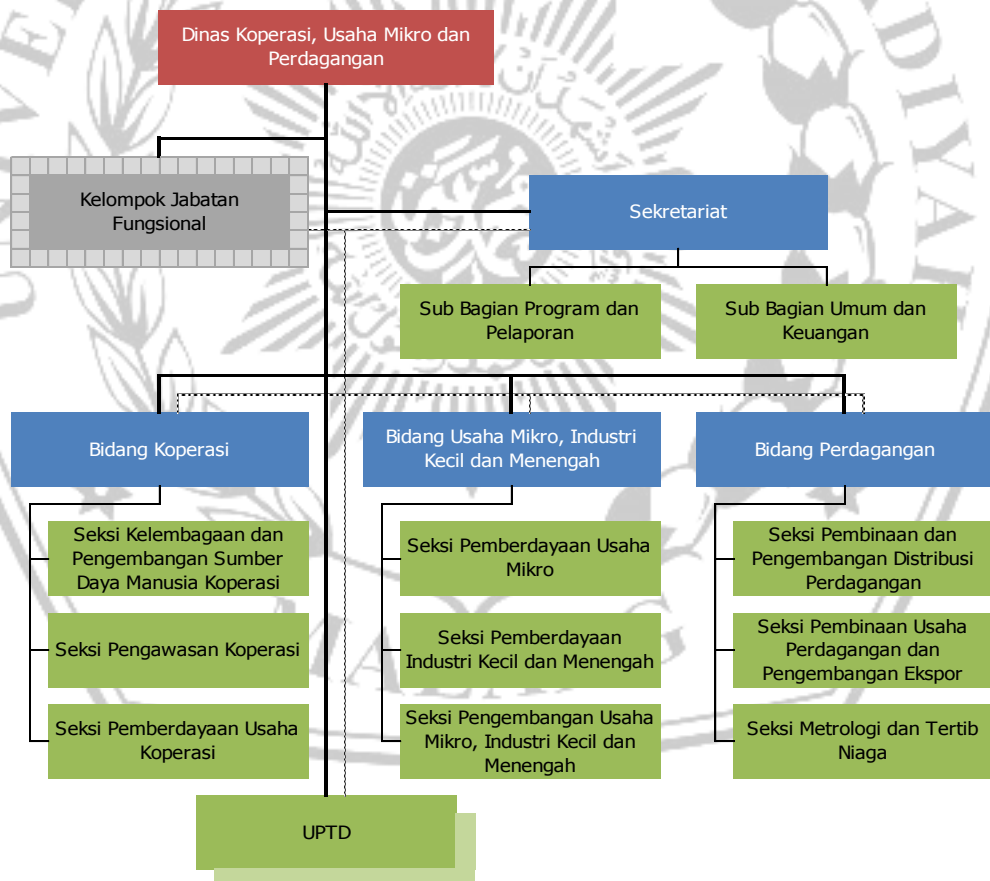 Dinas Koperasi, Usaha Mikro dan
Perdagangan
Kelompok Jabatan
Fungsional
Sekretariat
Sub Bagian Program dan
Pelaporan
Sub Bagian Umum dan
Keuangan
Bidang Koperasi
Bidang Usaha Mikro, Industri
Kecil dan Menengah
Bidang Perdagangan
Seksi Kelembagaan dan
Pengembangan Sumber
Daya Manusia Koperasi
Seksi Pengawasan Koperasi
Seksi Pemberdayaan Usaha
Koperasi
Seksi Pemberdayaan Usaha
Mikro
Seksi Pemberdayaan
Industri Kecil dan Menengah
Seksi Pengembangan Usaha
Mikro, Industri Kecil dan
Menengah
Seksi Pembinaan dan
Pengembangan Distribusi
Perdagangan
Seksi Pembinaan Usaha
Perdagangan dan
Pengembangan Ekspor
Seksi Metrologi dan Tertib
Niaga
UPTD